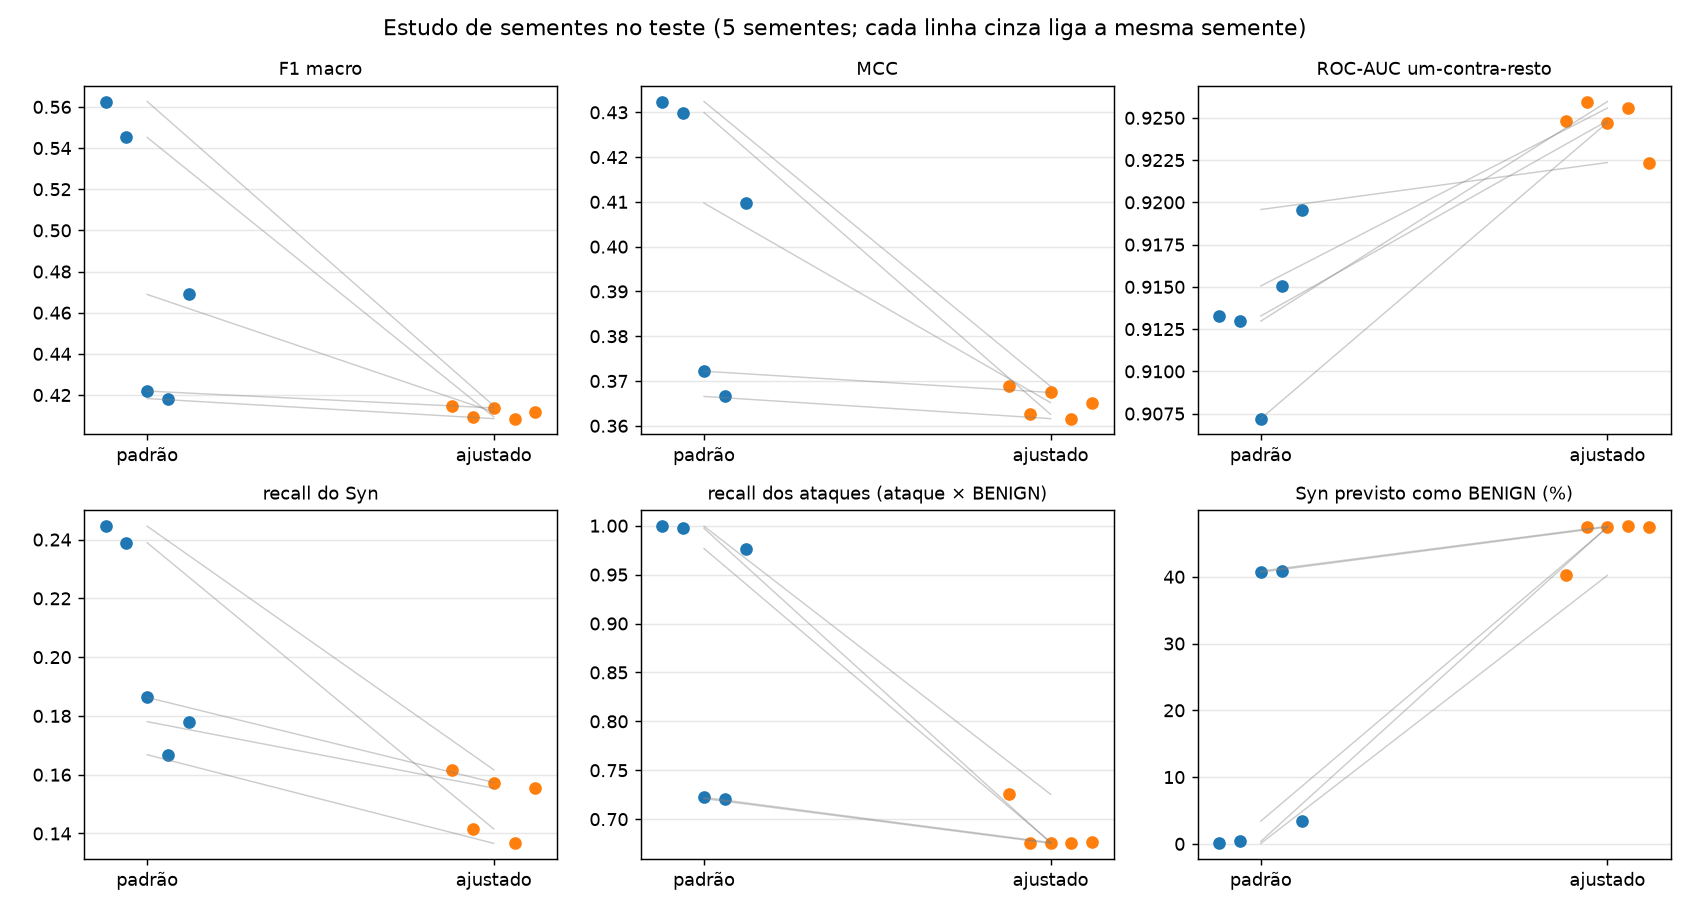 Estudo de sementes no teste (5 sementes; cada linha cinza liga a mesma semente)
F1 macro
0.56
0.54
0.52
0.50
0.48
0.46
0.44
0.42
padrão
ajustado
MCC
0.43
0.42
0.41
0.40
0.39
0.38
0.37
0.36
padrão
ajustado
ROC-AUC um-contra-resto
0.9250
0.9225
0.9200
0.9175
0.9150
0.9125
0.9100
0.9075
padrão
ajustado
recall do Syn
0.24
0.22
0.20
0.18
0.16
0.14
padrão
ajustado
recall dos ataques (ataque × BENIGN)
1.00
0.95
0.90
0.85
0.80
0.75
0.70
padrão
ajustado
Syn previsto como BENIGN (%)
40
30
20
10
0
padrão
ajustado